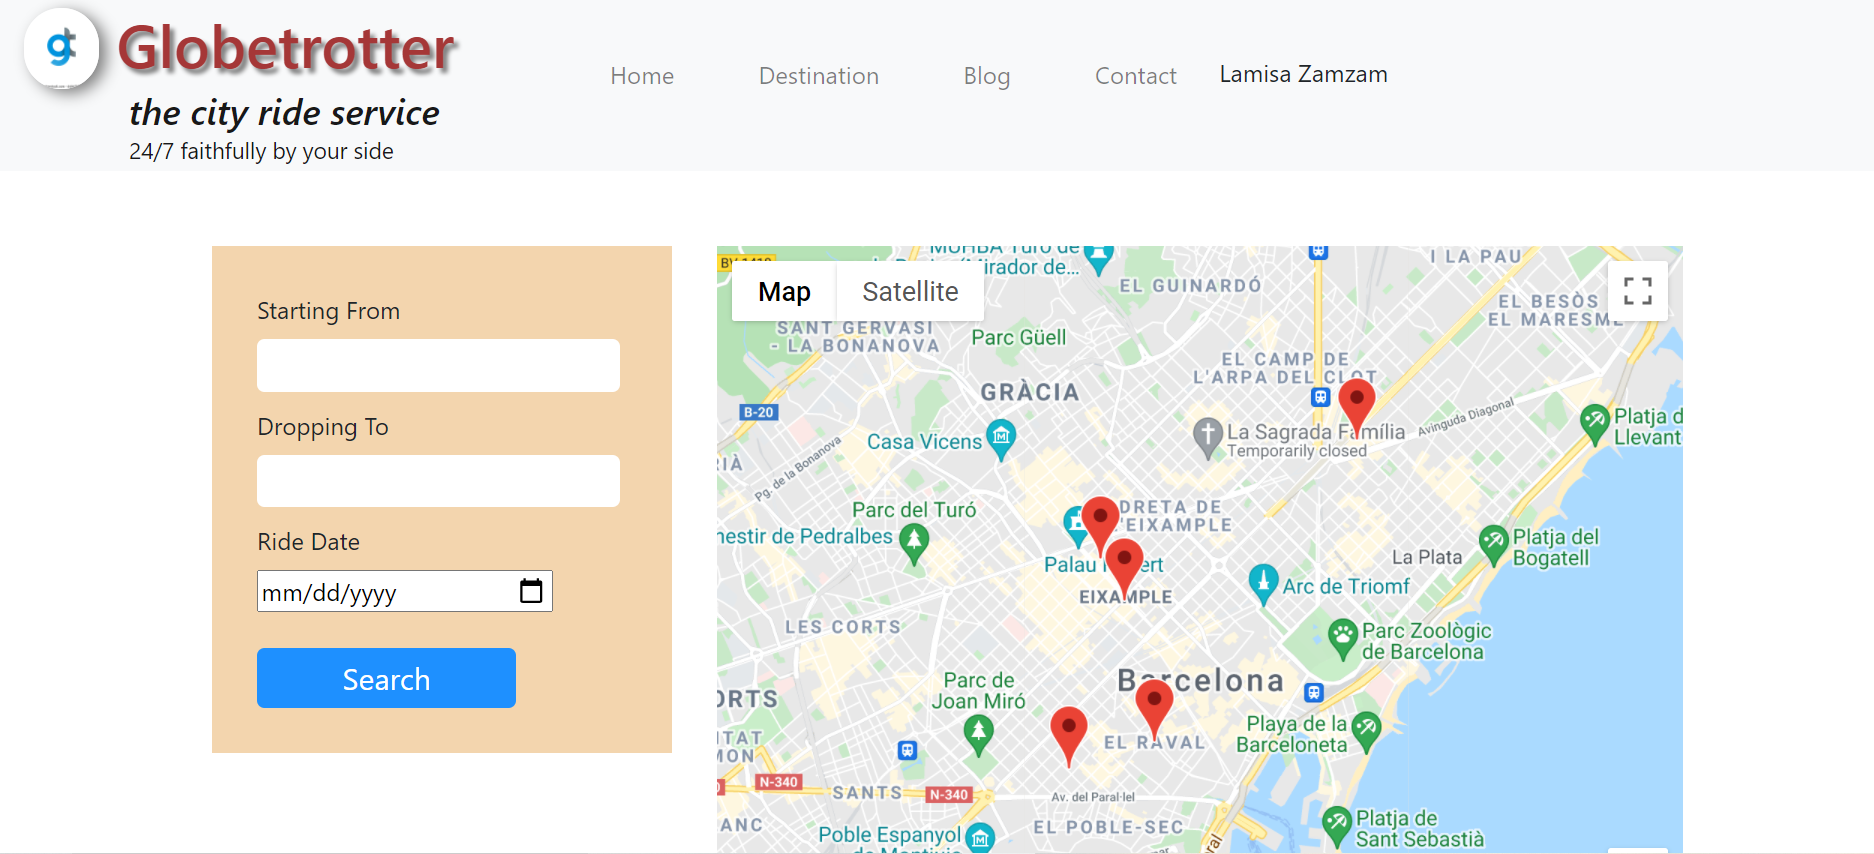 gt
Globetrotter
the city ride service
24/7 faithfully by your side
Home
Destination
Blog
Contact
Lamisa Zamzam
Starting From
Dropping To
Ride Date
mm/dd/yyyy
Search
Map
Satellite
Mirador de...
I LA PAU
EL GUINARDÓ
EL BESÒS
EL MARESME
SANT GERVASI
- LA BONANOVA
Parc Güell
EL CAMP DE
L'ARPA DEL CLOT
GRÀCIA
B-20
Casa Vicens
La Sagrada Família
Temporarily closed
Avinguda Diagonal
Platja d
Llevant
RIÀ
Pg. de la Bonanova
Parc del Turó
DRETA DE
'EIXAMPLE
nestir de Pedralbes
Palau
ert
La Plata
Platja del
Bogatell
EIXAMPLE
Arc de Triomf
LES CORTS
Parc Zoològic
de Barcelona
Parc de
Joan Miró
Barcelona
ORTS
EL RAVAL
Playa de la
Barceloneta
ITAT
MON
N-340
SANTS
N-340
Av. del Paral·lel
ANC
Poble Espanyol
EL POBLE-SEC
Platja de
Sant Sebastià